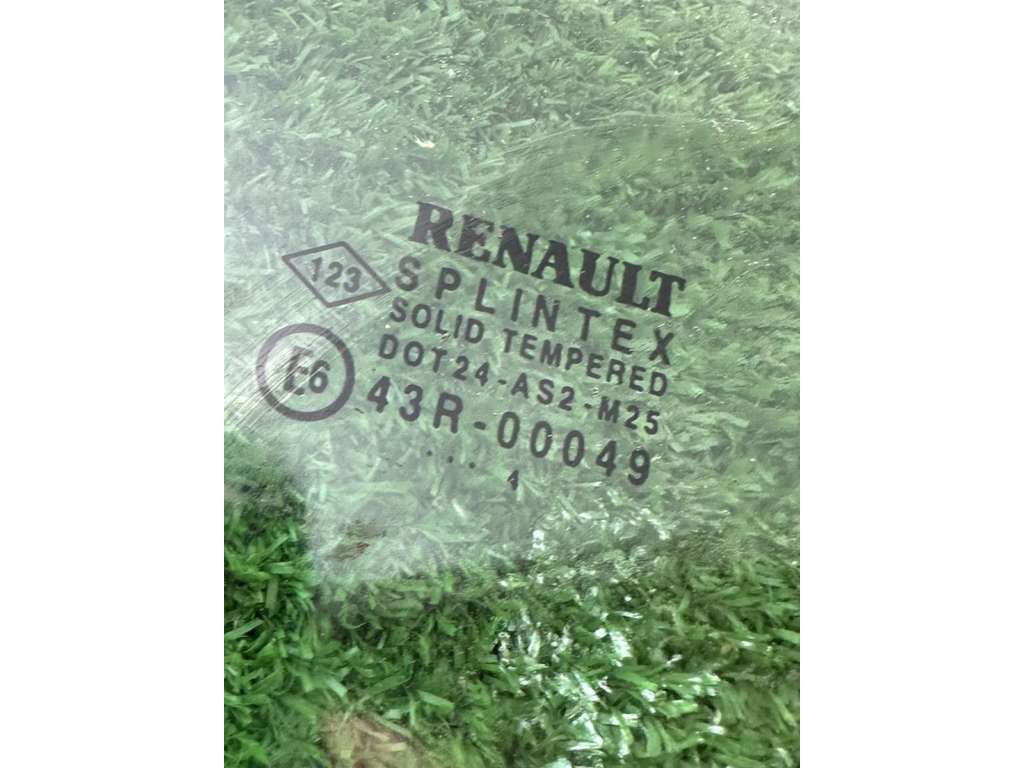 RENAULT
123
SPLINTEX
SOLID TEMPERED
DOT24-AS2-M25
E6
43R-00049
...
4